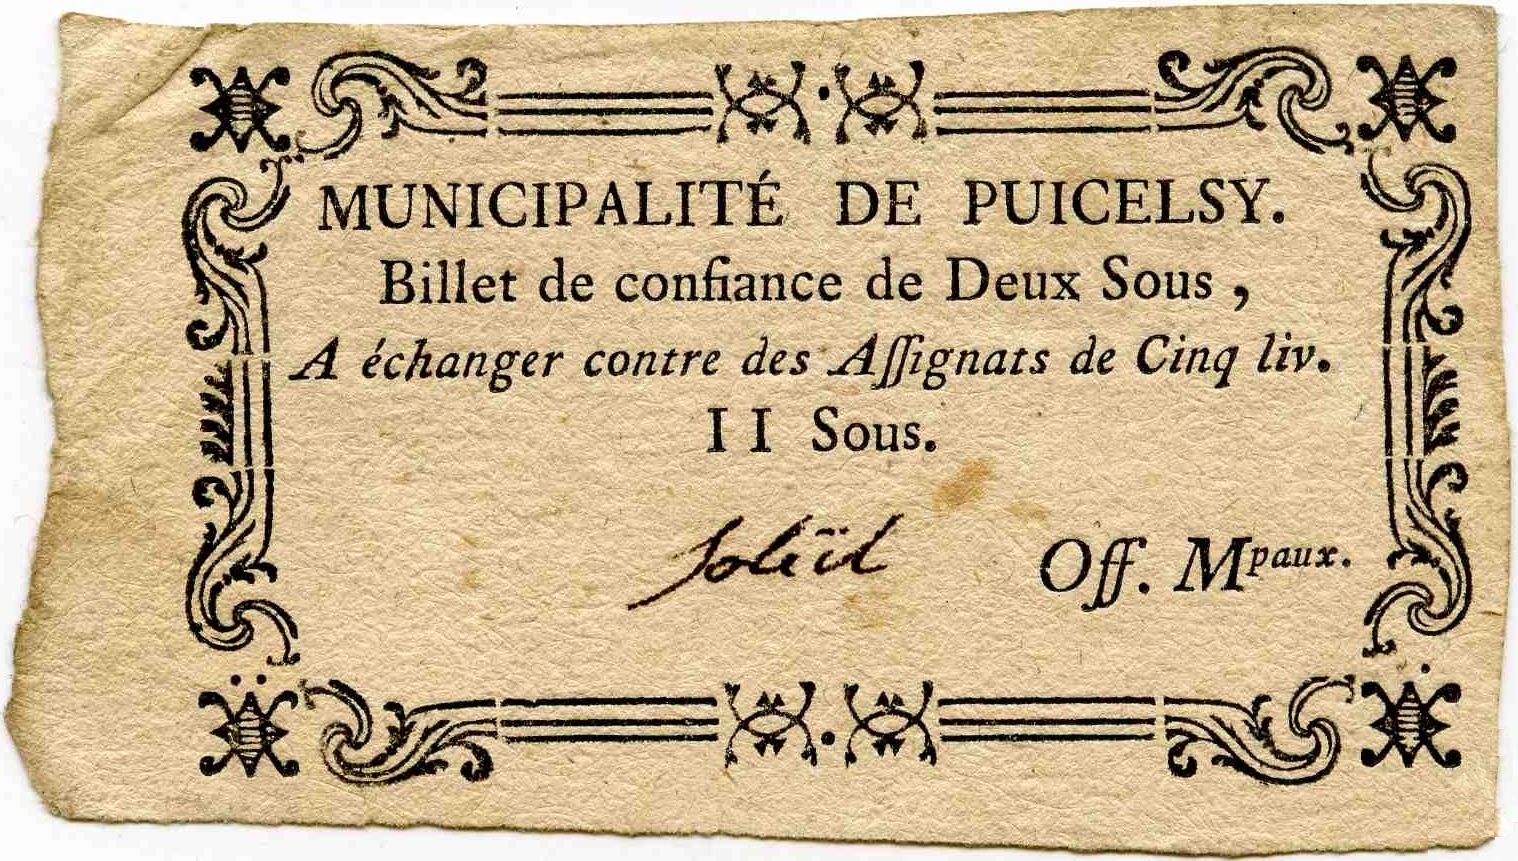 MUNICIPALITÉ DE PUICELSY.
Billet de confiance de Deux Sous,
A échanger contre des Aſſignats de Cinq liv.
II Sous.
Off. Mpaux.